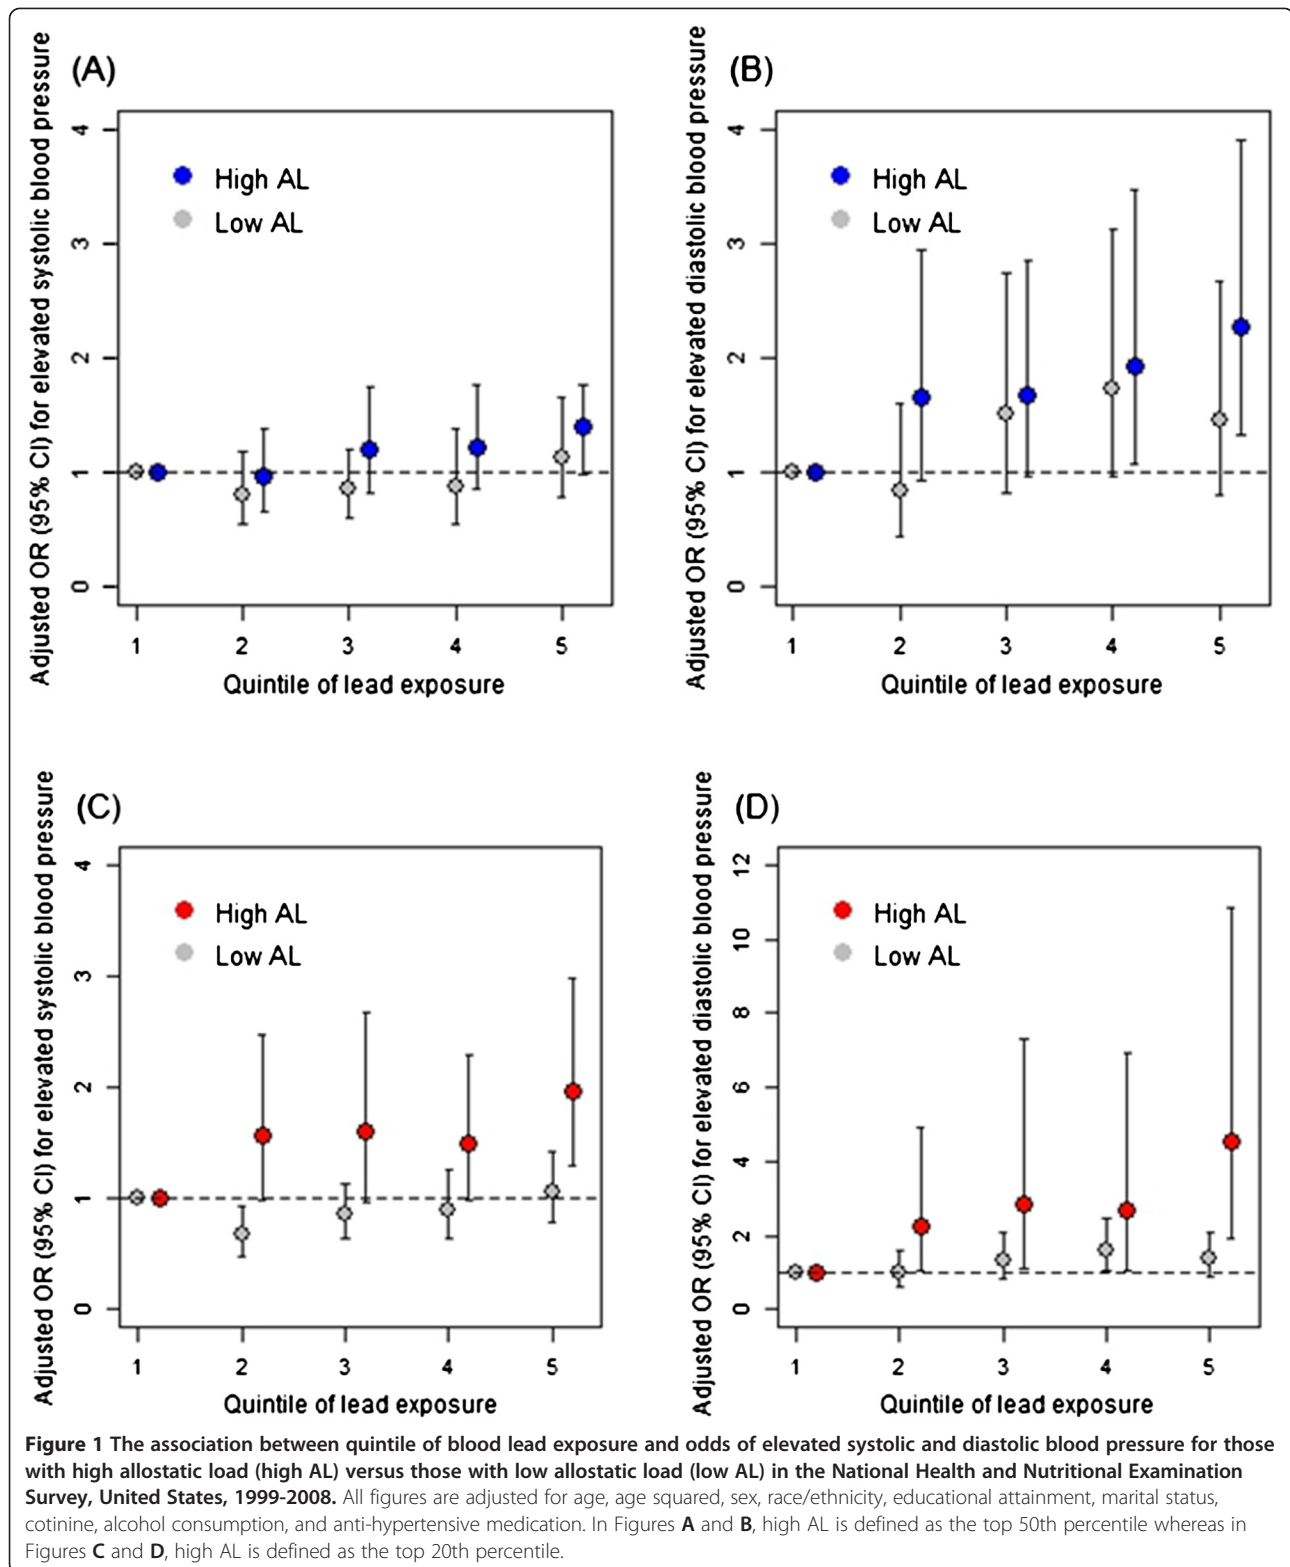 (A)
Adjusted OR (95% CI) for elevated systolic blood pressure
4
3
2
1
0
High AL
Low AL
1 2 3 4 5
Quintile of lead exposure
(B)
Adjusted OR (95% CI) for elevated diastolic blood pressure
4
3
2
1
0
High AL
Low AL
1 2 3 4 5
Quintile of lead exposure
(C)
Adjusted OR (95% CI) for elevated systolic blood pressure
4
3
2
1
0
High AL
Low AL
1 2 3 4 5
Quintile of lead exposure
(D)
Adjusted OR (95% CI) for elevated diastolic blood pressure
12
10
8
6
4
2
0
High AL
Low AL
1 2 3 4 5
Quintile of lead exposure
Figure 1 The association between quintile of blood lead exposure and odds of elevated systolic and diastolic blood pressure for those
with high allostatic load (high AL) versus those with low allostatic load (low AL) in the National Health and Nutritional Examination
Survey, United States, 1999-2008. All figures are adjusted for age, age squared, sex, race/ethnicity, educational attainment, marital status,
cotinine, alcohol consumption, and anti-hypertensive medication. In Figures A and B, high AL is defined as the top 50th percentile whereas in
Figures C and D, high AL is defined as the top 20th percentile.